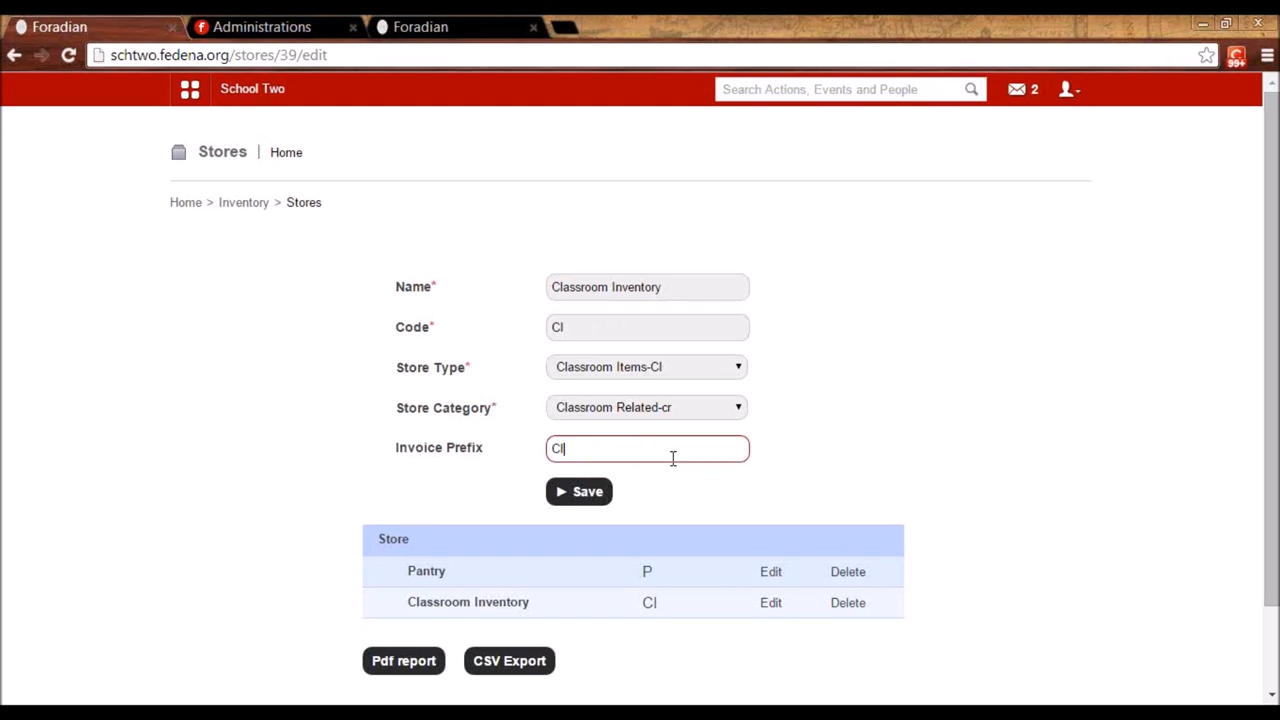 Foradian
Administrations
Foradian
schtwo.fedena.org/stores/39/edit
99+
School Two
Search Actions, Events and People
2
Stores | Home
Home > Inventory > Stores
Name* Classroom Inventory
Code* CI
Store Type* Classroom Items-CI
Store Category* Classroom Related-cr
Invoice Prefix CI
Save
Store
Pantry P Edit Delete
Classroom Inventory CI Edit Delete
Pdf report CSV Export